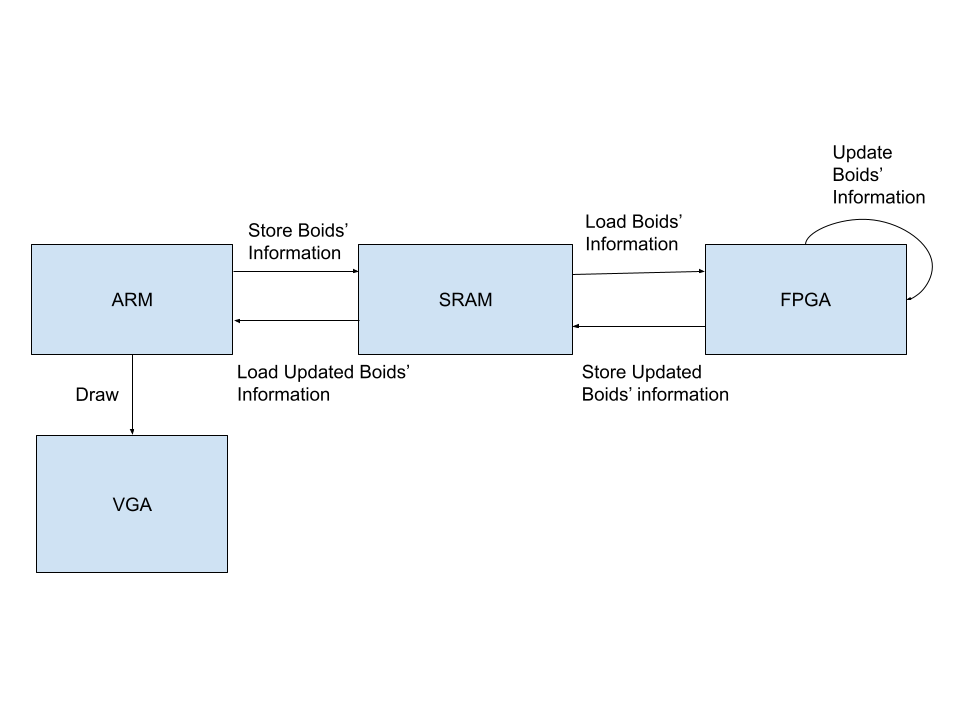 Update
Boids’
Information
Store Boids’
Information
Load Boids’
Information
ARM
SRAM
FPGA
Load Updated Boids’
Information
Store Updated
Boids’ information
Draw
VGA